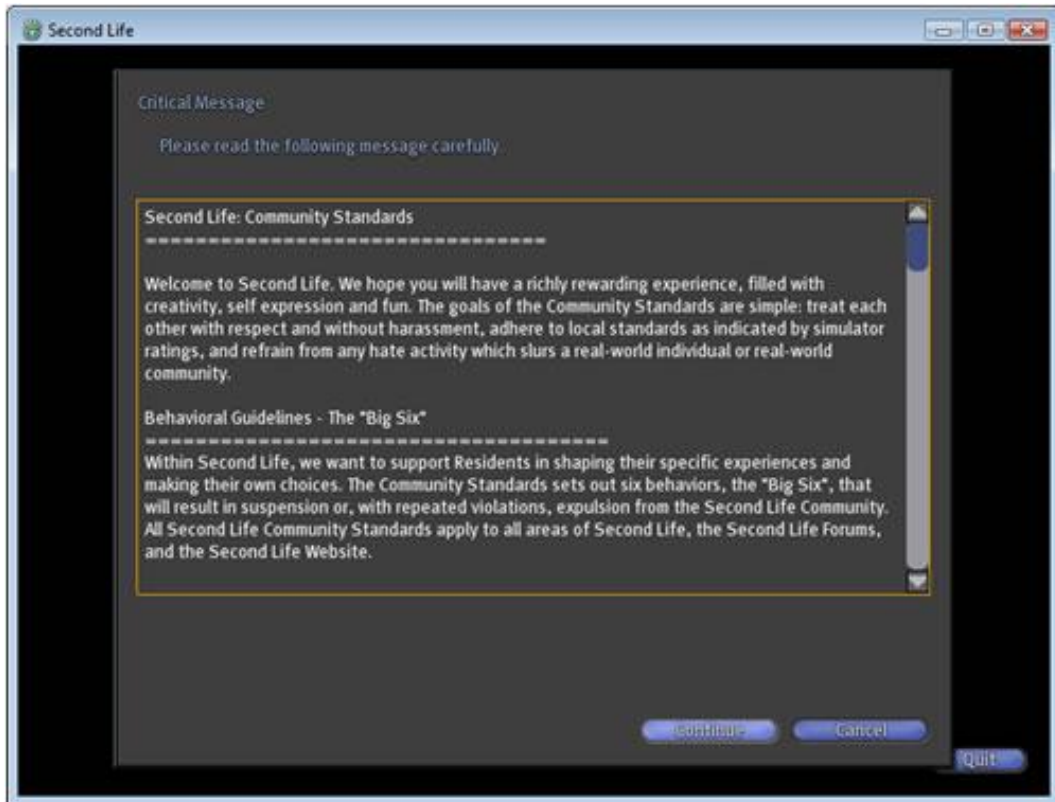 Second Life
Critical Message
Please read the following message carefully
Second Life: Community Standards
================================
Welcome to Second Life. We hope you will have a richly rewarding experience, filled with
creativity, self expression and fun. The goals of the Community Standards are simple: treat each
other with respect and without harassment, adhere to local standards as indicated by simulator
ratings, and refrain from any hate activity which slurs a real-world individual or real-world
community.
Behavioral Guidelines - The "Big Six"
=====================================
Within Second Life, we want to support Residents in shaping their specific experiences and
making their own choices. The Community Standards sets out six behaviors, the "Big Six", that
will result in suspension or, with repeated violations, expulsion from the Second Life Community.
All Second Life Community Standards apply to all areas of Second Life, the Second Life Forums,
and the Second Life Website.
Continue Cancel
Quit